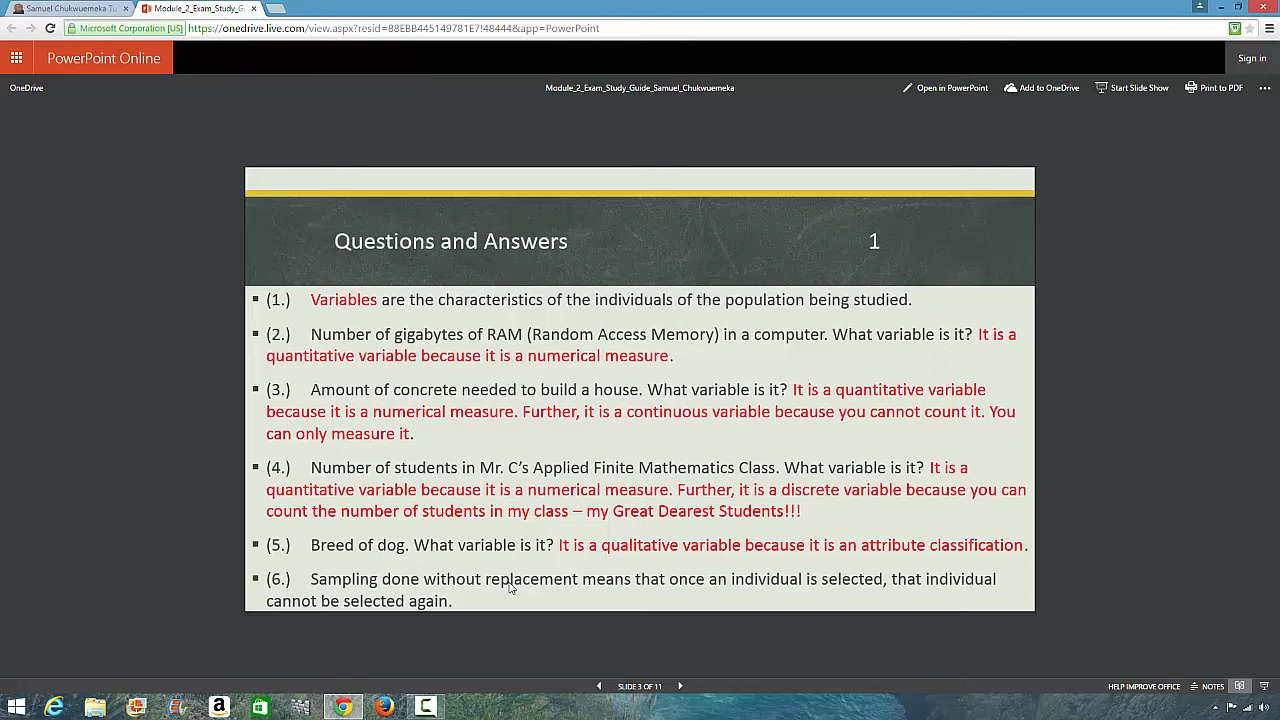 Samuel Chukwuemeka Tu
Module_2_Exam_Study_Gu
Microsoft Corporation [US]
https://onedrive.live.com/view.aspx?resid=88EBB445149781E7!48444&app=PowerPoint
PowerPoint Online
Sign in
OneDrive
Module_2_Exam_Study_Guide_Samuel_Chukwuemeka
Open in PowerPoint
Add to OneDrive
Start Slide Show
Print to PDF
Questions and Answers 1
(1.) Variables are the characteristics of the individuals of the population being studied.
(2.) Number of gigabytes of RAM (Random Access Memory) in a computer. What variable is it? It is a
quantitative variable because it is a numerical measure.
(3.) Amount of concrete needed to build a house. What variable is it? It is a quantitative variable
because it is a numerical measure. Further, it is a continuous variable because you cannot count it. You
can only measure it.
(4.) Number of students in Mr. C's Applied Finite Mathematics Class. What variable is it? It is a
quantitative variable because it is a numerical measure. Further, it is a discrete variable because you can
count the number of students in my class – my Great Dearest Students!!!
(5.) Breed of dog. What variable is it? It is a qualitative variable because it is an attribute classification.
(6.) Sampling done without replacement means that once an individual is selected, that individual
cannot be selected again.
SLIDE 3 OF 11
HELP IMPROVE OFFICE
NOTES